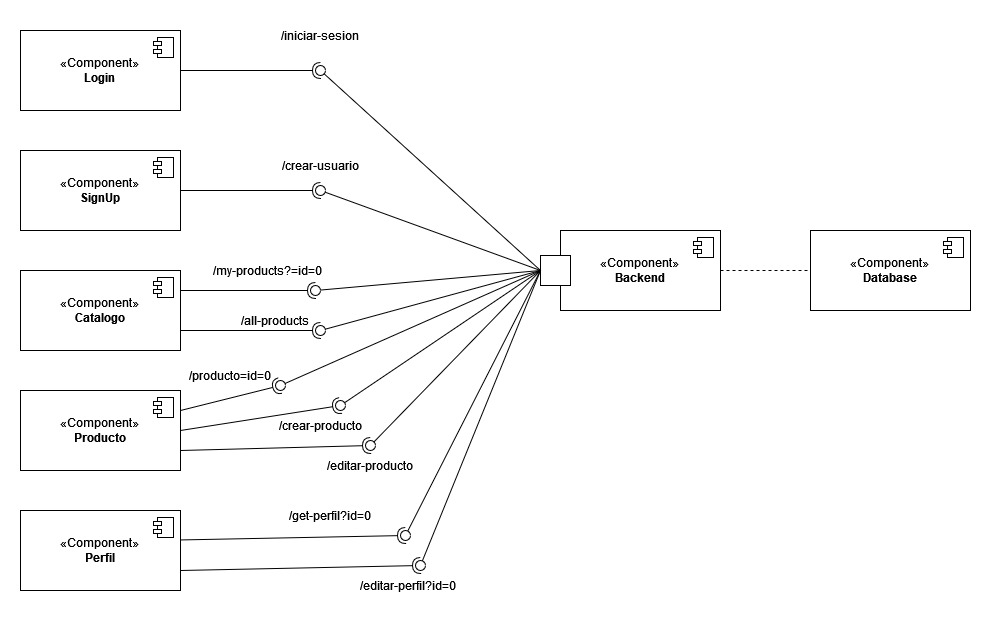 /iniciar-sesion
«Component»
Login
/crear-usuario
«Component»
SignUp
/my-products?=id=0
«Component»
Catalogo
/all-products
«Component»
Backend
«Component»
Database
/producto=id=0
«Component»
Producto
/crear-producto
/editar-producto
/get-perfil?id=0
«Component»
Perfil
/editar-perfil?id=0